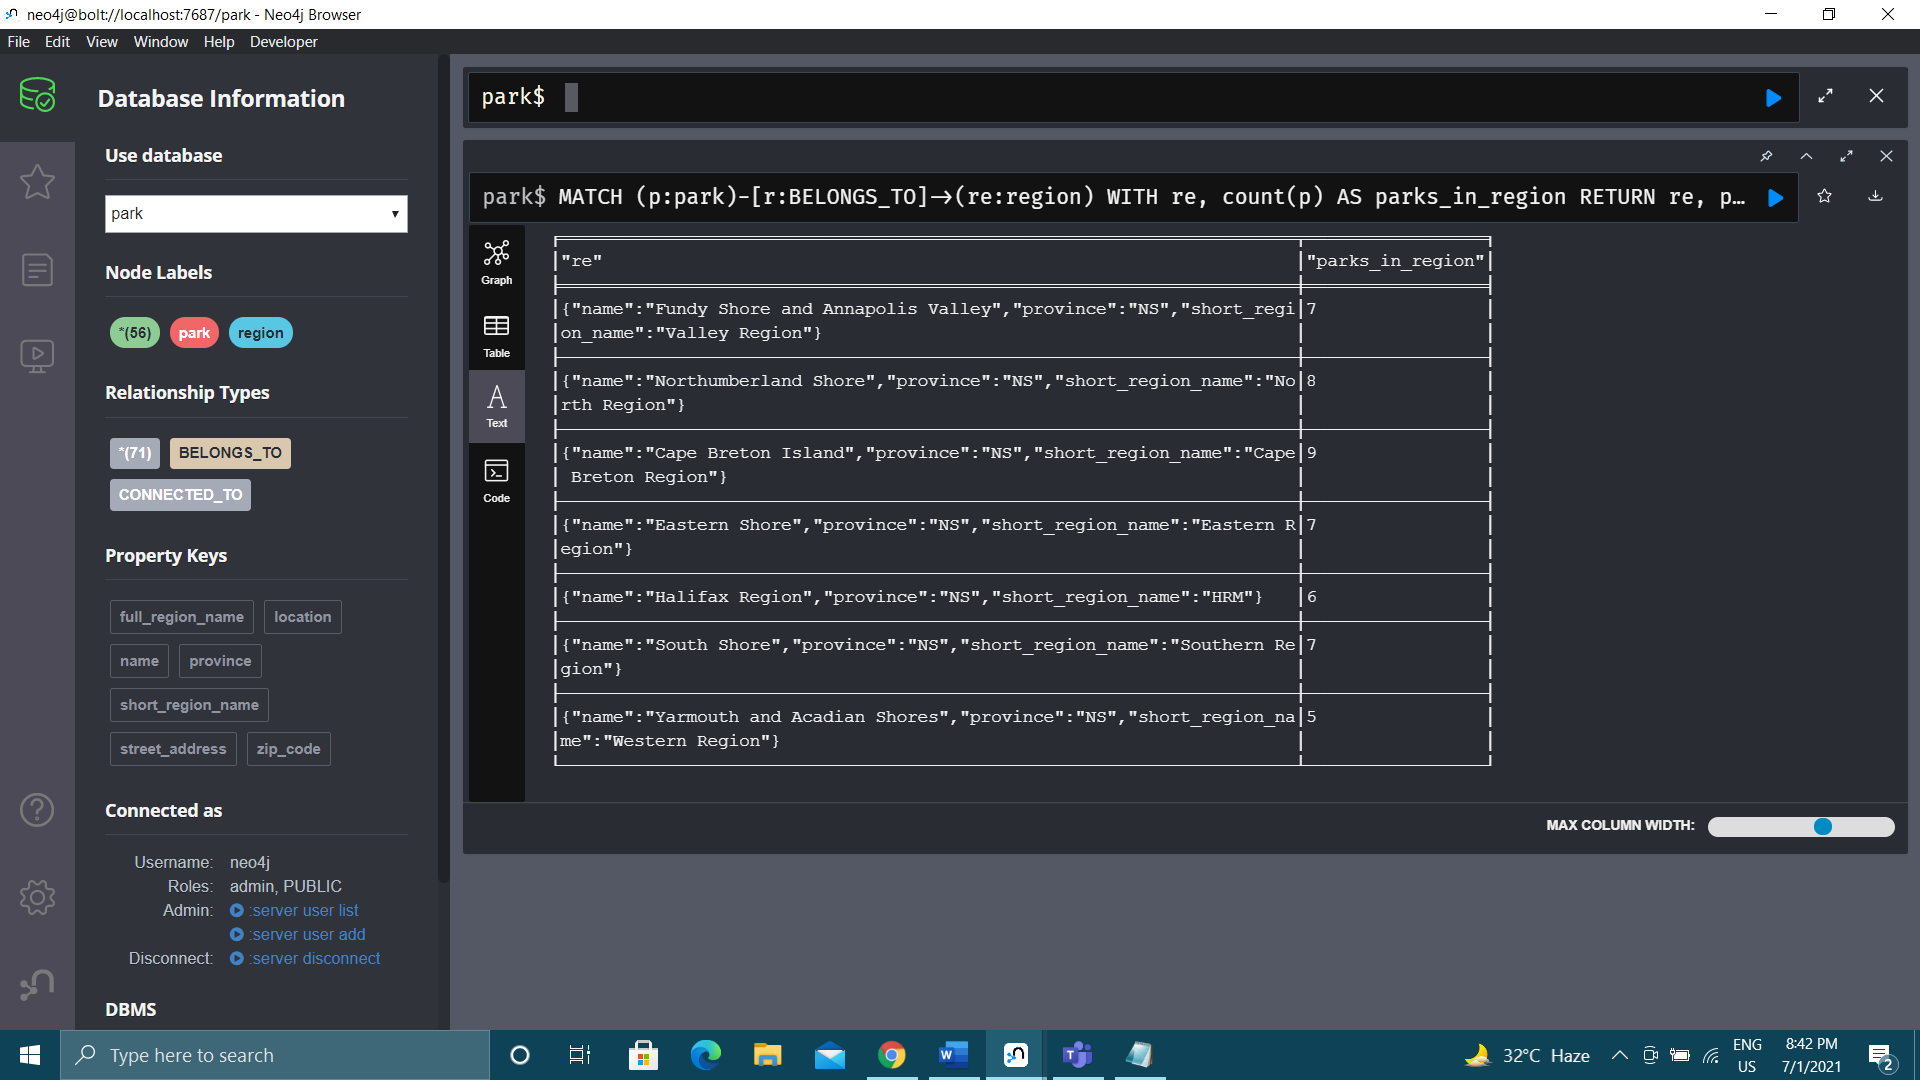 neo4j@bolt://localhost:7687/park - Neo4j Browser
File Edit View Window Help Developer
Database Information
Use database
park
Node Labels
*(56) park region
Relationship Types
*(71) BELONGS_TO
CONNECTED_TO
Property Keys
full_region_name location
name province
short_region_name
street_address zip_code
Connected as
Username: neo4j
Roles: admin, PUBLIC
Admin: :server user list
:server user add
Disconnect: :server disconnect
DBMS
park$
park$ MATCH (p:park)-[r:BELONGS_TO]→(re:region) WITH re, count(p) AS parks_in_region RETURN re, p…
Graph
Table
Text
Code
"re" "parks_in_region"
{"name":"Fundy Shore and Annapolis Valley","province":"NS","short_regi 7
on_name":"Valley Region"}
{"name":"Northumberland Shore","province":"NS","short_region_name":"No 8
rth Region"}
{"name":"Cape Breton Island","province":"NS","short_region_name":"Cape 9
Breton Region"}
{"name":"Eastern Shore","province":"NS","short_region_name":"Eastern R 7
egion"}
{"name":"Halifax Region","province":"NS","short_region_name":"HRM"} 6
{"name":"South Shore","province":"NS","short_region_name":"Southern Re 7
gion"}
{"name":"Yarmouth and Acadian Shores","province":"NS","short_region_na 5
me":"Western Region"}
MAX COLUMN WIDTH:
Type here to search
32°C Haze
ENG
US
8:42 PM
7/1/2021
2